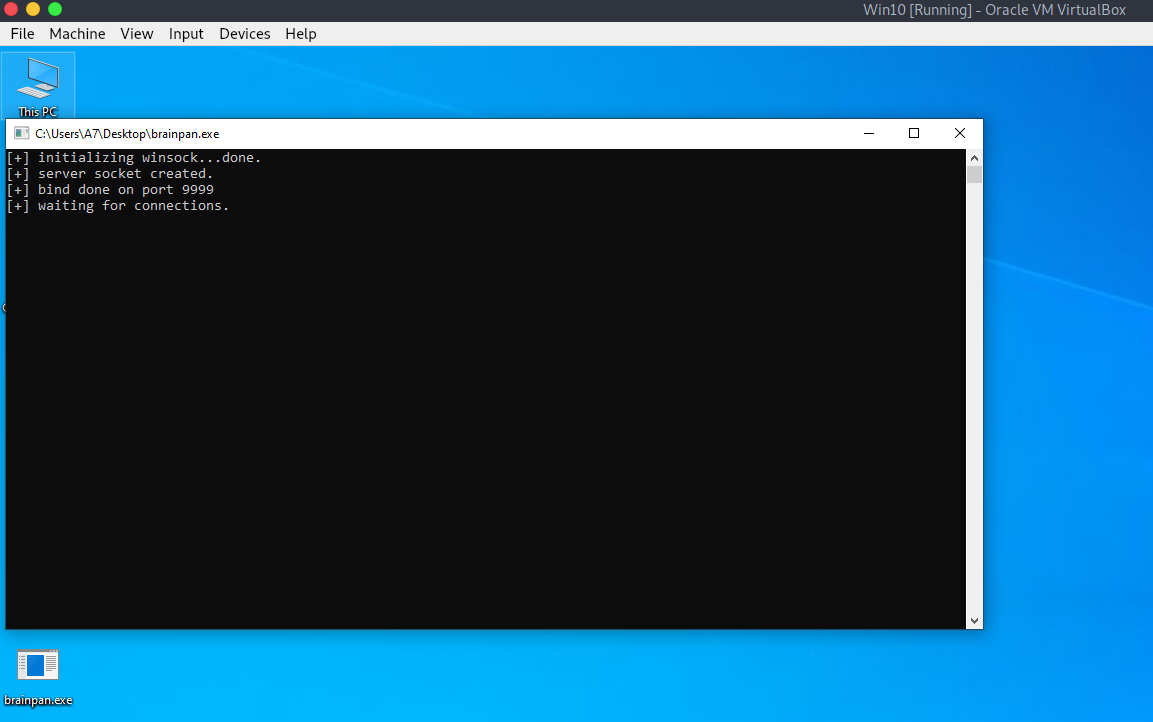 Win10 [Running] - Oracle VM VirtualBox
File Machine View Input Devices Help
This PC
C:\Users\A7\Desktop\brainpan.exe
[+] initializing winsock...done.
[+] server socket created.
[+] bind done on port 9999
[+] waiting for connections.
brainpan.exe